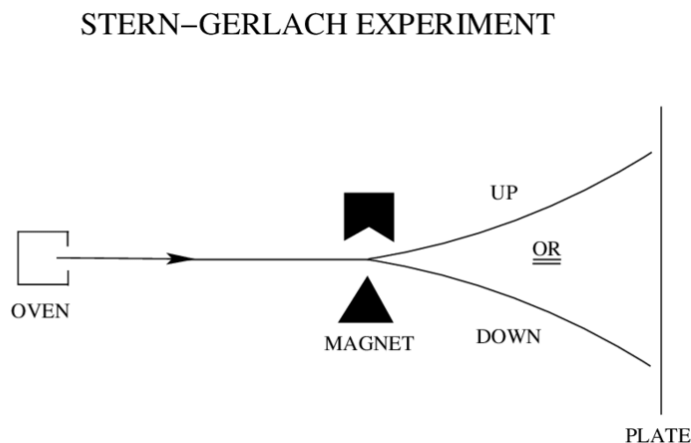 STERN–GERLACH EXPERIMENT
UP
OR
OVEN
MAGNET
DOWN
PLATE